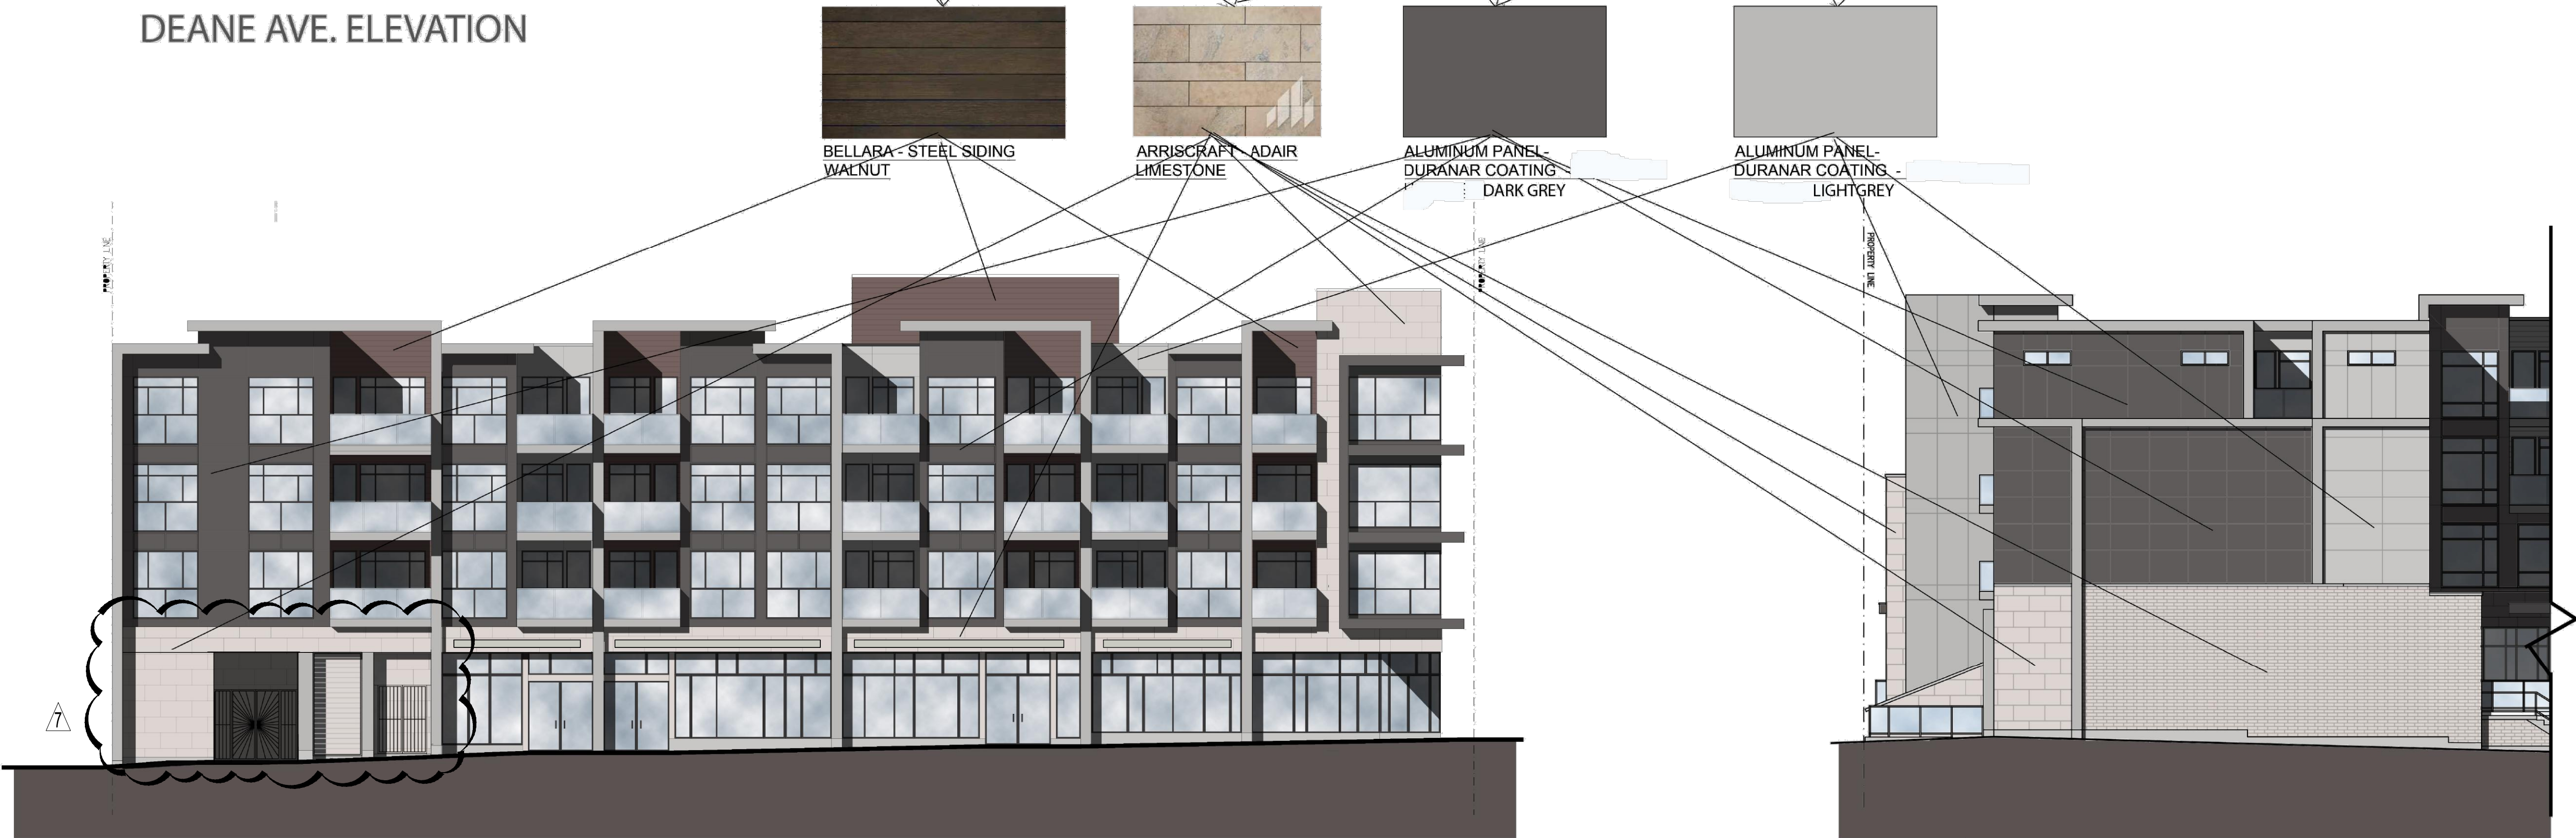 DEANE AVE. ELEVATION
BELLARA - STEEL SIDING
WALNUT
ARRISCRAFT - ADAIR
LIMESTONE
ALUMINUM PANEL-
DURANAR COATING -
DARK GREY
ALUMINUM PANEL-
DURANAR COATING -
LIGHTGREY
PROPERTY LINE
PROPERTY LINE
PROPERTY LINE
7